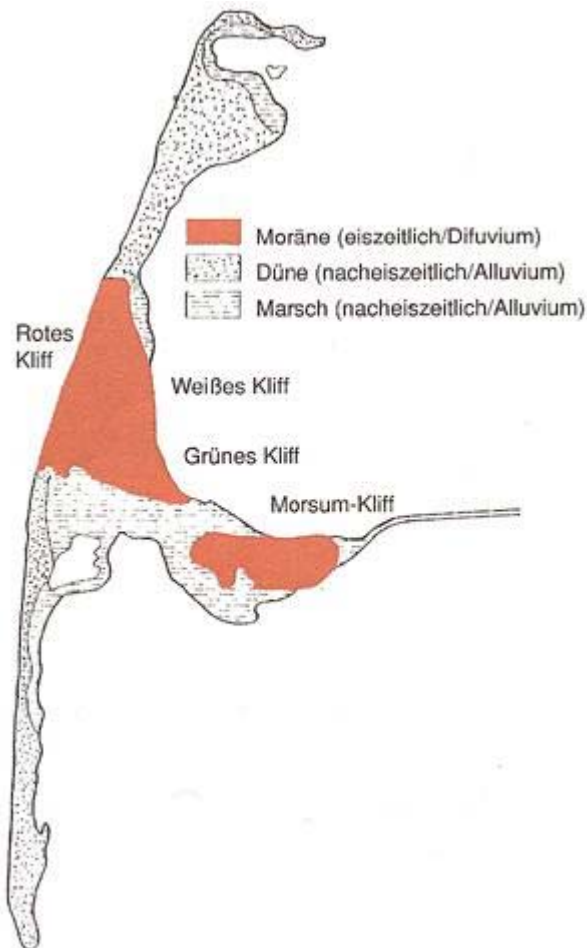 Moräne (eiszeitlich/Difuvium)
Düne (nacheiszeitlich/Alluvium)
Marsch (nacheiszeitlich/Alluvium)
Rotes
Kliff
Weißes Kliff
Grünes Kliff
Morsum-Kliff